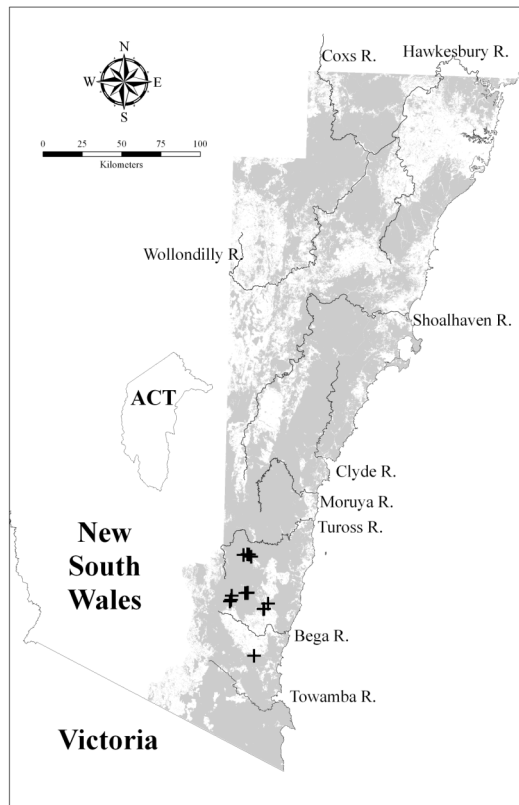 Coxs R.
Hawkesbury R.
N
W
E
S
0 25 50 75 100
Kilometers
Wollondilly R.
Shoalhaven R.
ACT
Clyde R.
Moruya R.
Tuross R.
New
South
Wales
Bega R.
Towamba R.
Victoria